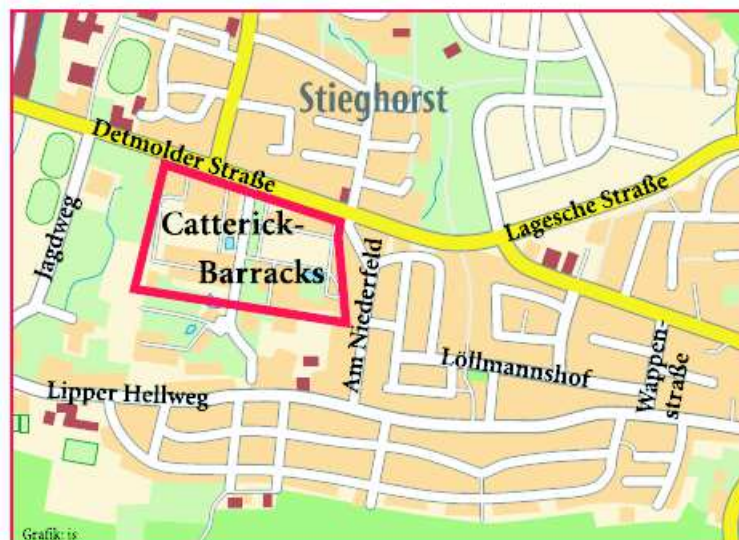 Stieghorst
Detmolder Straße
Lagesche Straße
Jagdweg
Catterick-
Barracks
Am Niederfeld
Löllmannshof
Wappen-
straße
Lipper Hellweg
Grafik: is